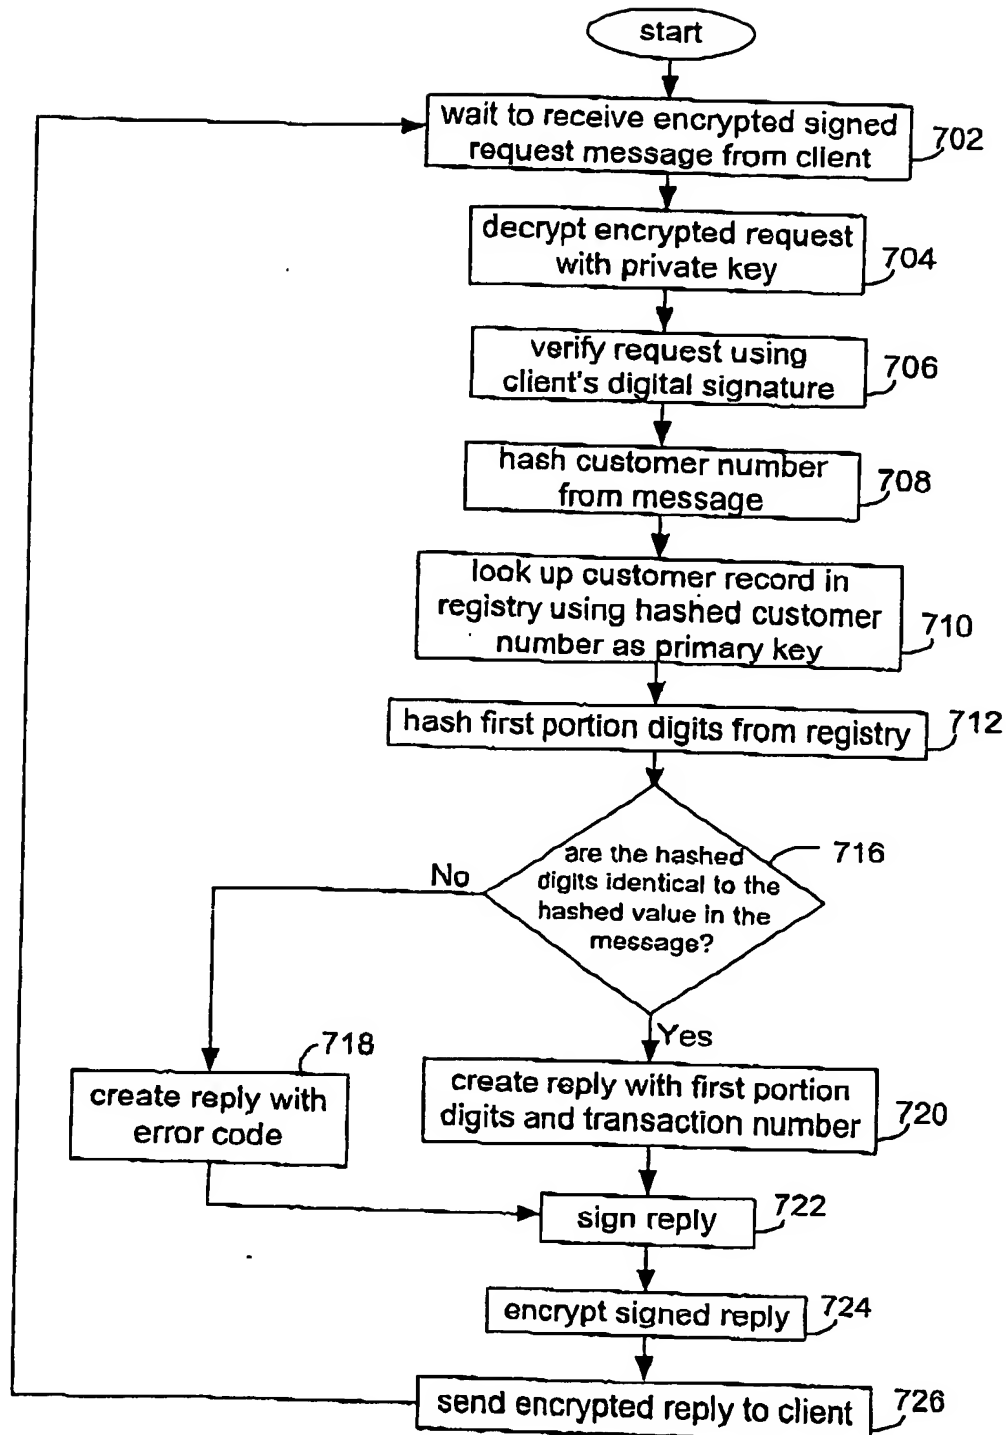 start
wait to receive encrypted signed
request message from client
702
decrypt encrypted request
with private key
704
verify request using
client's digital signature
706
hash customer number
from message
708
look up customer record in
registry using hashed customer
number as primary key
710
hash first portion digits from registry
712
are the hashed
digits identical to the
hashed value in the
message?
716
No
Yes
718
create reply with
error code
create reply with first portion
digits and transaction number
720
sign reply
722
encrypt signed reply
724
send encrypted reply to client
726